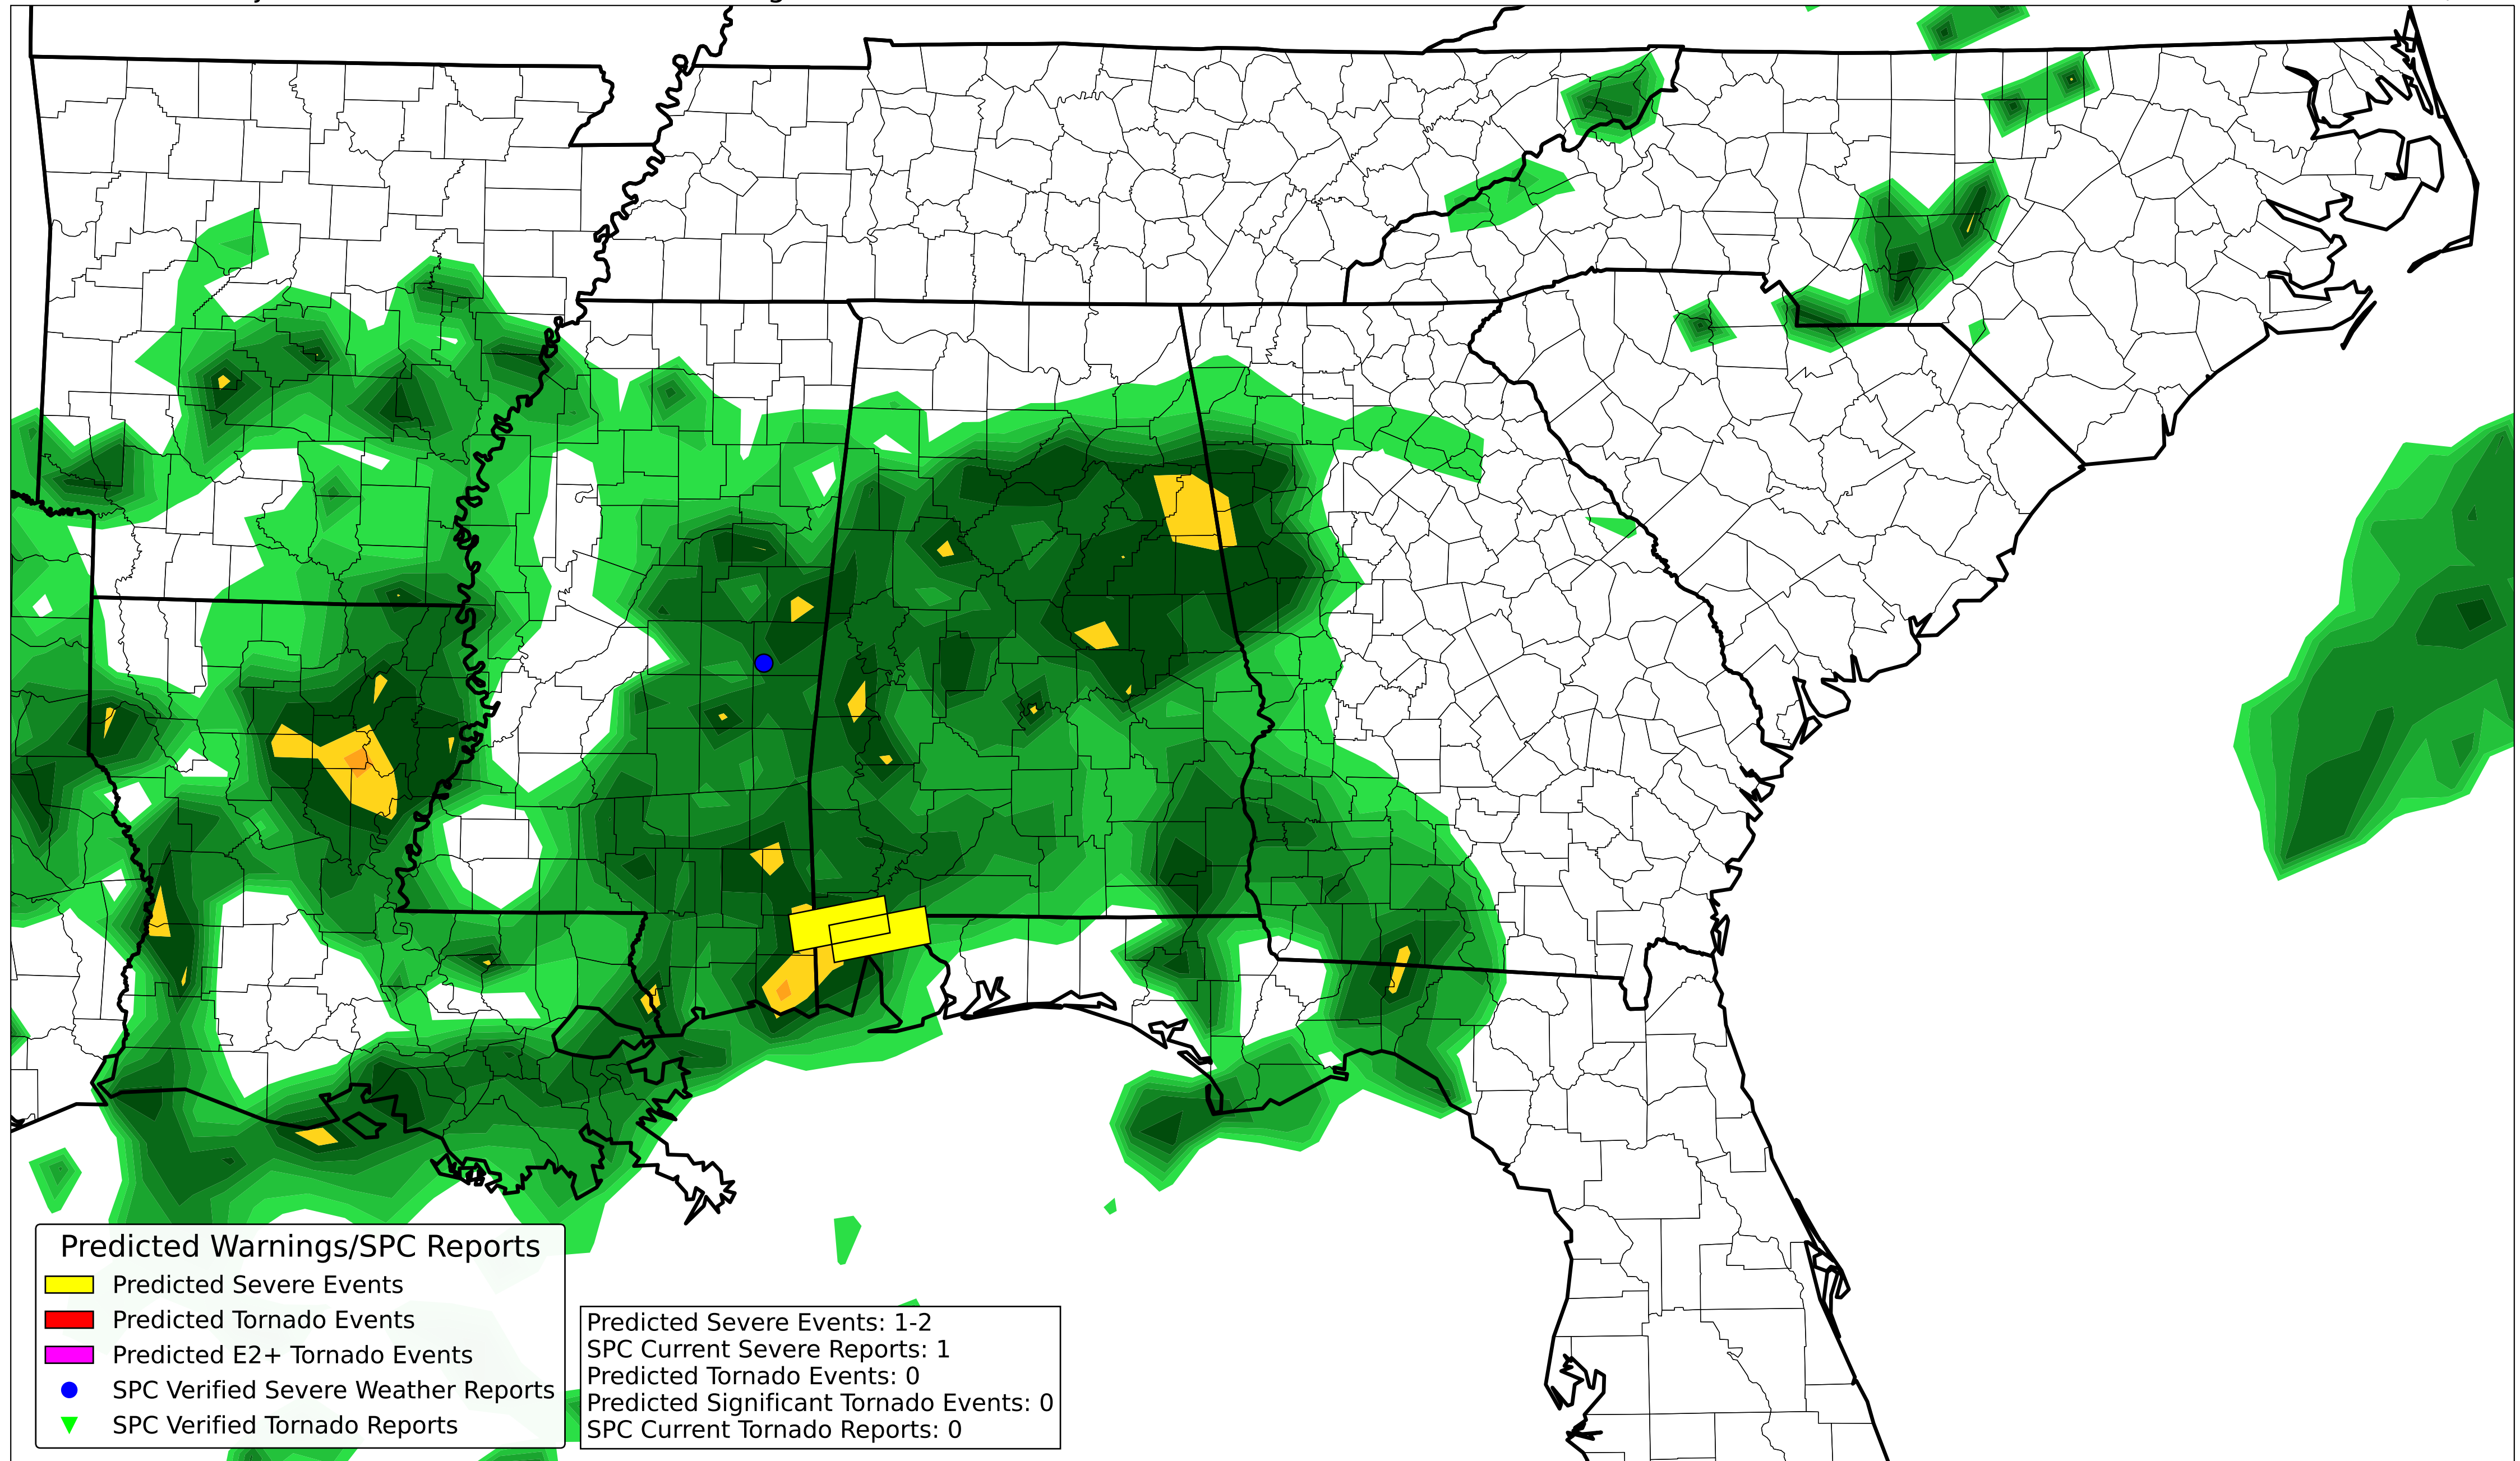 Predicted Warnings/SPC Reports
Predicted Severe Events
Predicted Tornado Events
Predicted E2+ Tornado Events
SPC Verified Severe Weather Reports
SPC Verified Tornado Reports
Predicted Severe Events: 1-2
SPC Current Severe Reports: 1
Predicted Tornado Events: 0
Predicted Significant Tornado Events: 0
SPC Current Tornado Reports: 0